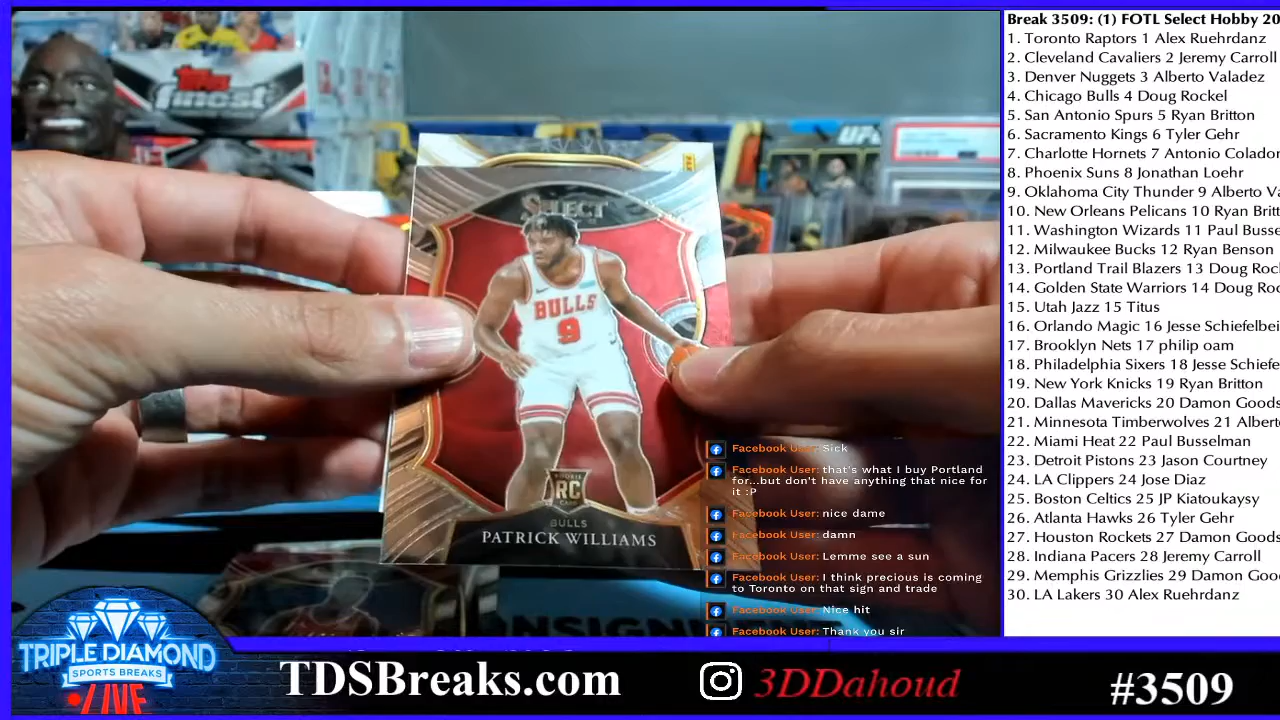 Break 3509: (1) FOTL Select Hobby 20
1. Toronto Raptors 1 Alex Ruehrdanz
2. Cleveland Cavaliers 2 Jeremy Carroll
3. Denver Nuggets 3 Alberto Valadez
4. Chicago Bulls 4 Doug Rockel
5. San Antonio Spurs 5 Ryan Britton
6. Sacramento Kings 6 Tyler Gehr
7. Charlotte Hornets 7 Antonio Colador
8. Phoenix Suns 8 Jonathan Loehr
9. Oklahoma City Thunder 9 Alberto Va
10. New Orleans Pelicans 10 Ryan Britt
11. Washington Wizards 11 Paul Busse
12. Milwaukee Bucks 12 Ryan Benson
13. Portland Trail Blazers 13 Doug Roc
14. Golden State Warriors 14 Doug Roc
15. Utah Jazz 15 Titus
16. Orlando Magic 16 Jesse Schiefelbei
17. Brooklyn Nets 17 philip oam
18. Philadelphia Sixers 18 Jesse Schiefe
19. New York Knicks 19 Ryan Britton
20. Dallas Mavericks 20 Damon Goods
21. Minnesota Timberwolves 21 Albert
22. Miami Heat 22 Paul Busselman
23. Detroit Pistons 23 Jason Courtney
24. LA Clippers 24 Jose Diaz
25. Boston Celtics 25 JP Kiatoukaysy
26. Atlanta Hawks 26 Tyler Gehr
27. Houston Rockets 27 Damon Goods
28. Indiana Pacers 28 Jeremy Carroll
29. Memphis Grizzlies 29 Damon Goo
30. LA Lakers 30 Alex Ruehrdanz
Topps
finest
UFC
SELECT
BULLS
9
ROOKIE
RC
BULLS
PATRICK WILLIAMS
Facebook User: Sick
Facebook User: that's what I buy Portland
for...but don't have anything that nice for
it :P
Facebook User: nice dame
Facebook User: damn
Facebook User: Lemme see a sun
Facebook User: I think precious is coming
to Toronto on that sign and trade
Facebook User: Nice hit
Facebook User: Thank you sir
TRIPLE DIAMOND
SPORTS BREAKS
LIVE
TDSBreaks.com
3DDahoud
#3509